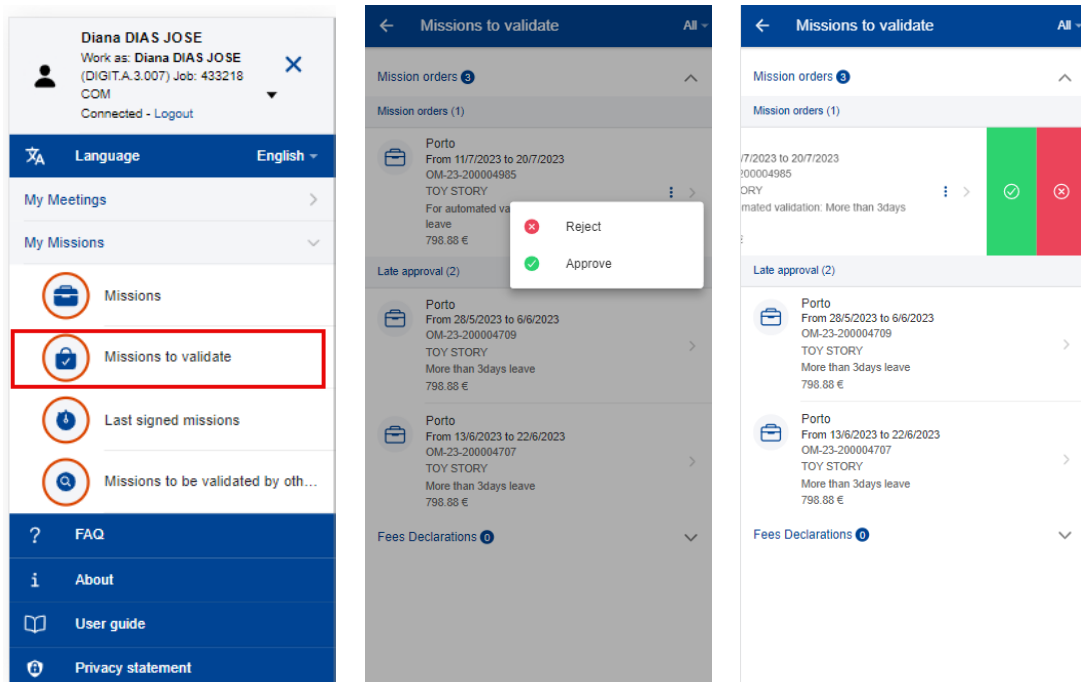 Diana DIAS JOSE
Work as: Diana DIAS JOSE
(DIGIT.A.3.007) Job: 433218
COM
Connected - Logout
Language English
My Meetings
My Missions
Missions
Missions to validate
Last signed missions
Missions to be validated by oth...
? FAQ
i About
User guide
Privacy statement
Missions to validate All
Mission orders 3
Mission orders (1)
Porto
From 11/7/2023 to 20/7/2023
OM-23-200004985
TOY STORY
For automated va
leave
798.88 €
Reject
Approve
Late approval (2)
Porto
From 28/5/2023 to 6/6/2023
OM-23-200004709
TOY STORY
More than 3days leave
798.88 €
Porto
From 13/6/2023 to 22/6/2023
OM-23-200004707
TOY STORY
More than 3days leave
798.88 €
Fees Declarations 0
Missions to validate All
Mission orders 3
Mission orders (1)
/7/2023 to 20/7/2023
200004985
ORY
mated validation: More than 3days
Late approval (2)
Porto
From 28/5/2023 to 6/6/2023
OM-23-200004709
TOY STORY
More than 3days leave
798.88 €
Porto
From 13/6/2023 to 22/6/2023
OM-23-200004707
TOY STORY
More than 3days leave
798.88 €
Fees Declarations 0